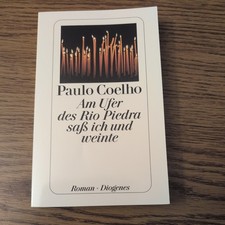 Paulo Coelho
Am Ufer
des Rio Piedra
saß ich und
weinte
Roman · Diogenes